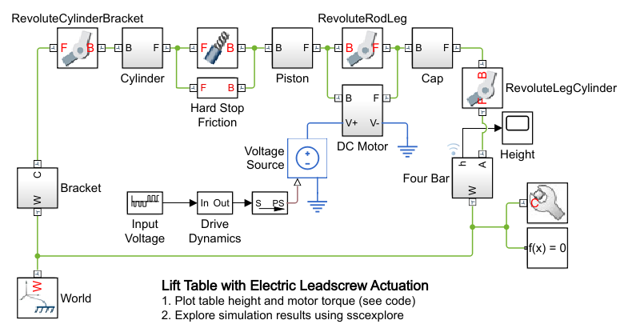 RevoluteCylinderBracket
RevoluteRodLeg
F B
B F
F B
B F
B F
B F
Cylinder
F B
Hard Stop
Friction
Piston
Cap
B
F
RevoluteLegCylinder
B F
V+ V-
DC Motor
Voltage
Source
Height
h A
Four Bar
W
C
Bracket
W
In Out
S PS
Input
Voltage
Drive
Dynamics
C
f(x) = 0
W
World
Lift Table with Electric Leadscrew Actuation
1. Plot table height and motor torque (see code)
2. Explore simulation results using sscexplore